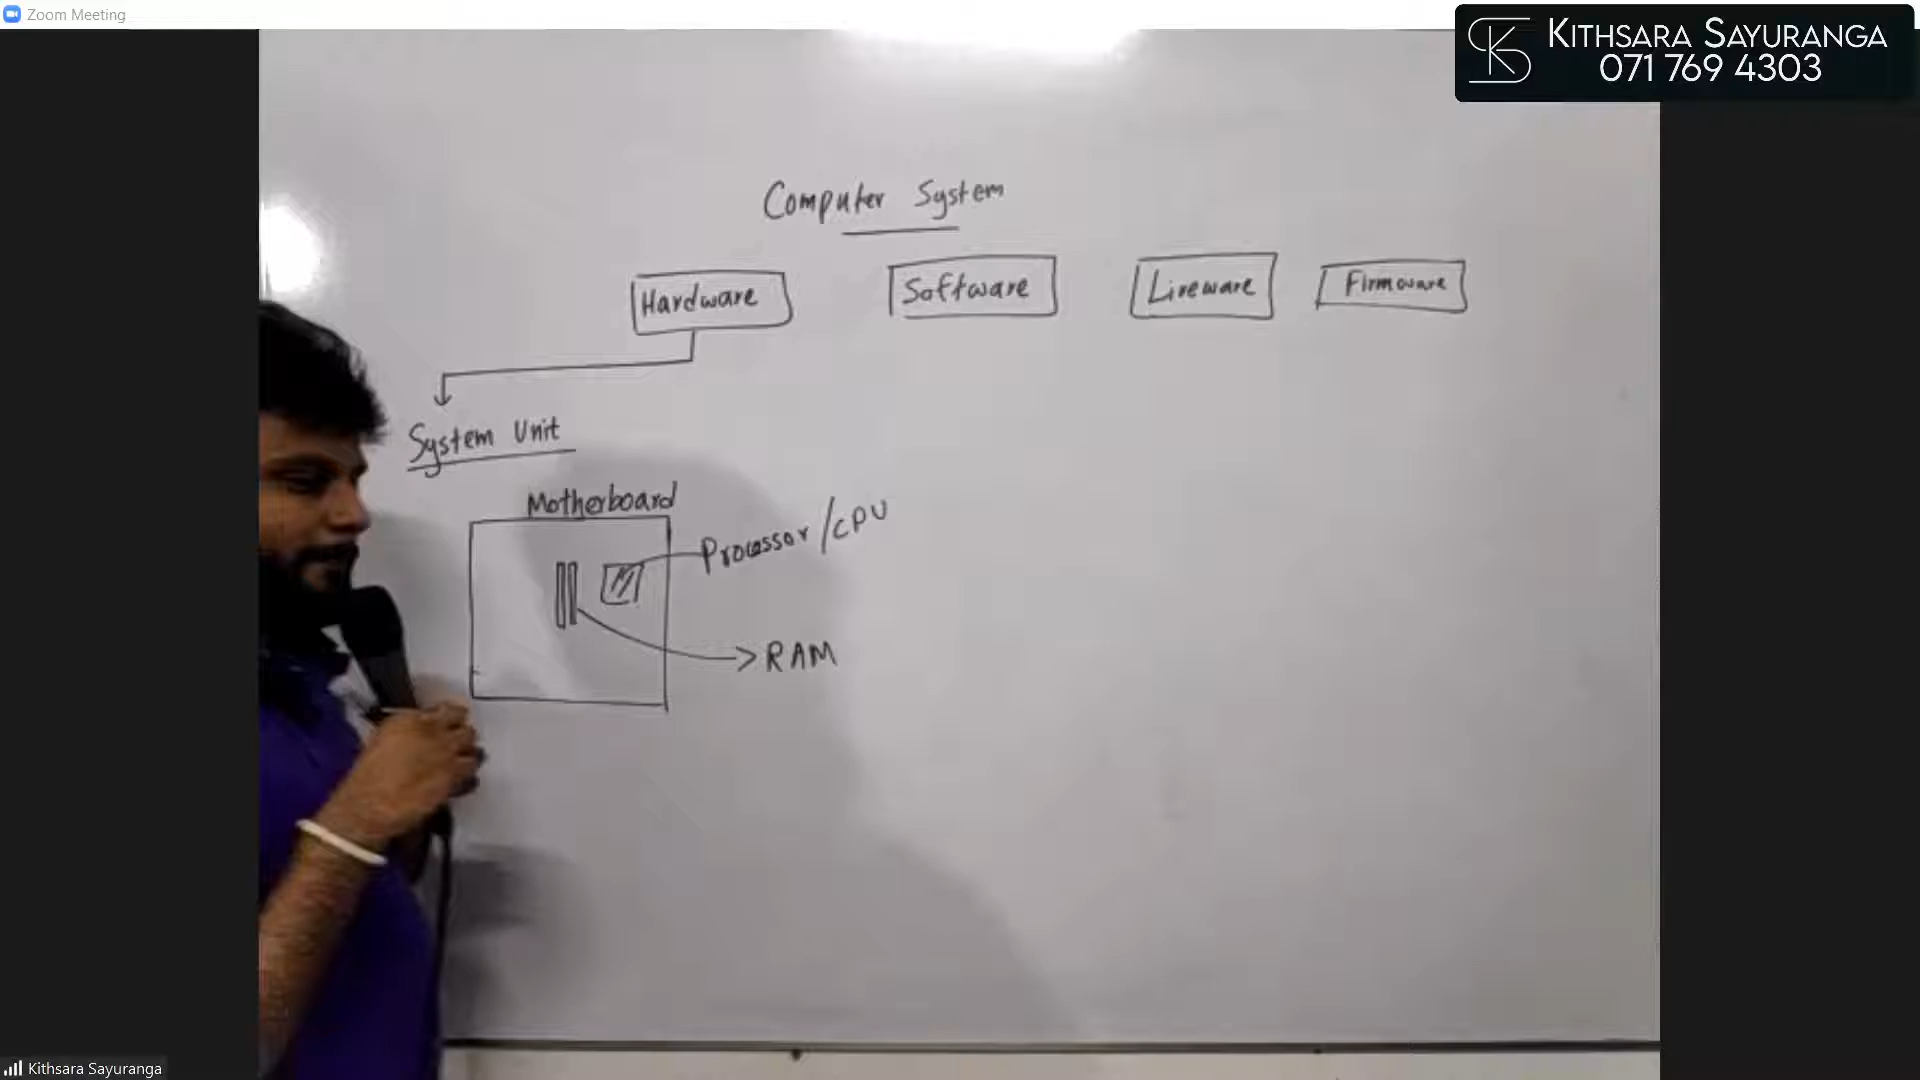 Zoom Meeting
KITHSARA SAYURANGA
071 769 4303
Computer System
Hardware
Software
Liveware
Firmware
System Unit
Motherboard
Processor/CPU
RAM
Kithsara Sayuranga